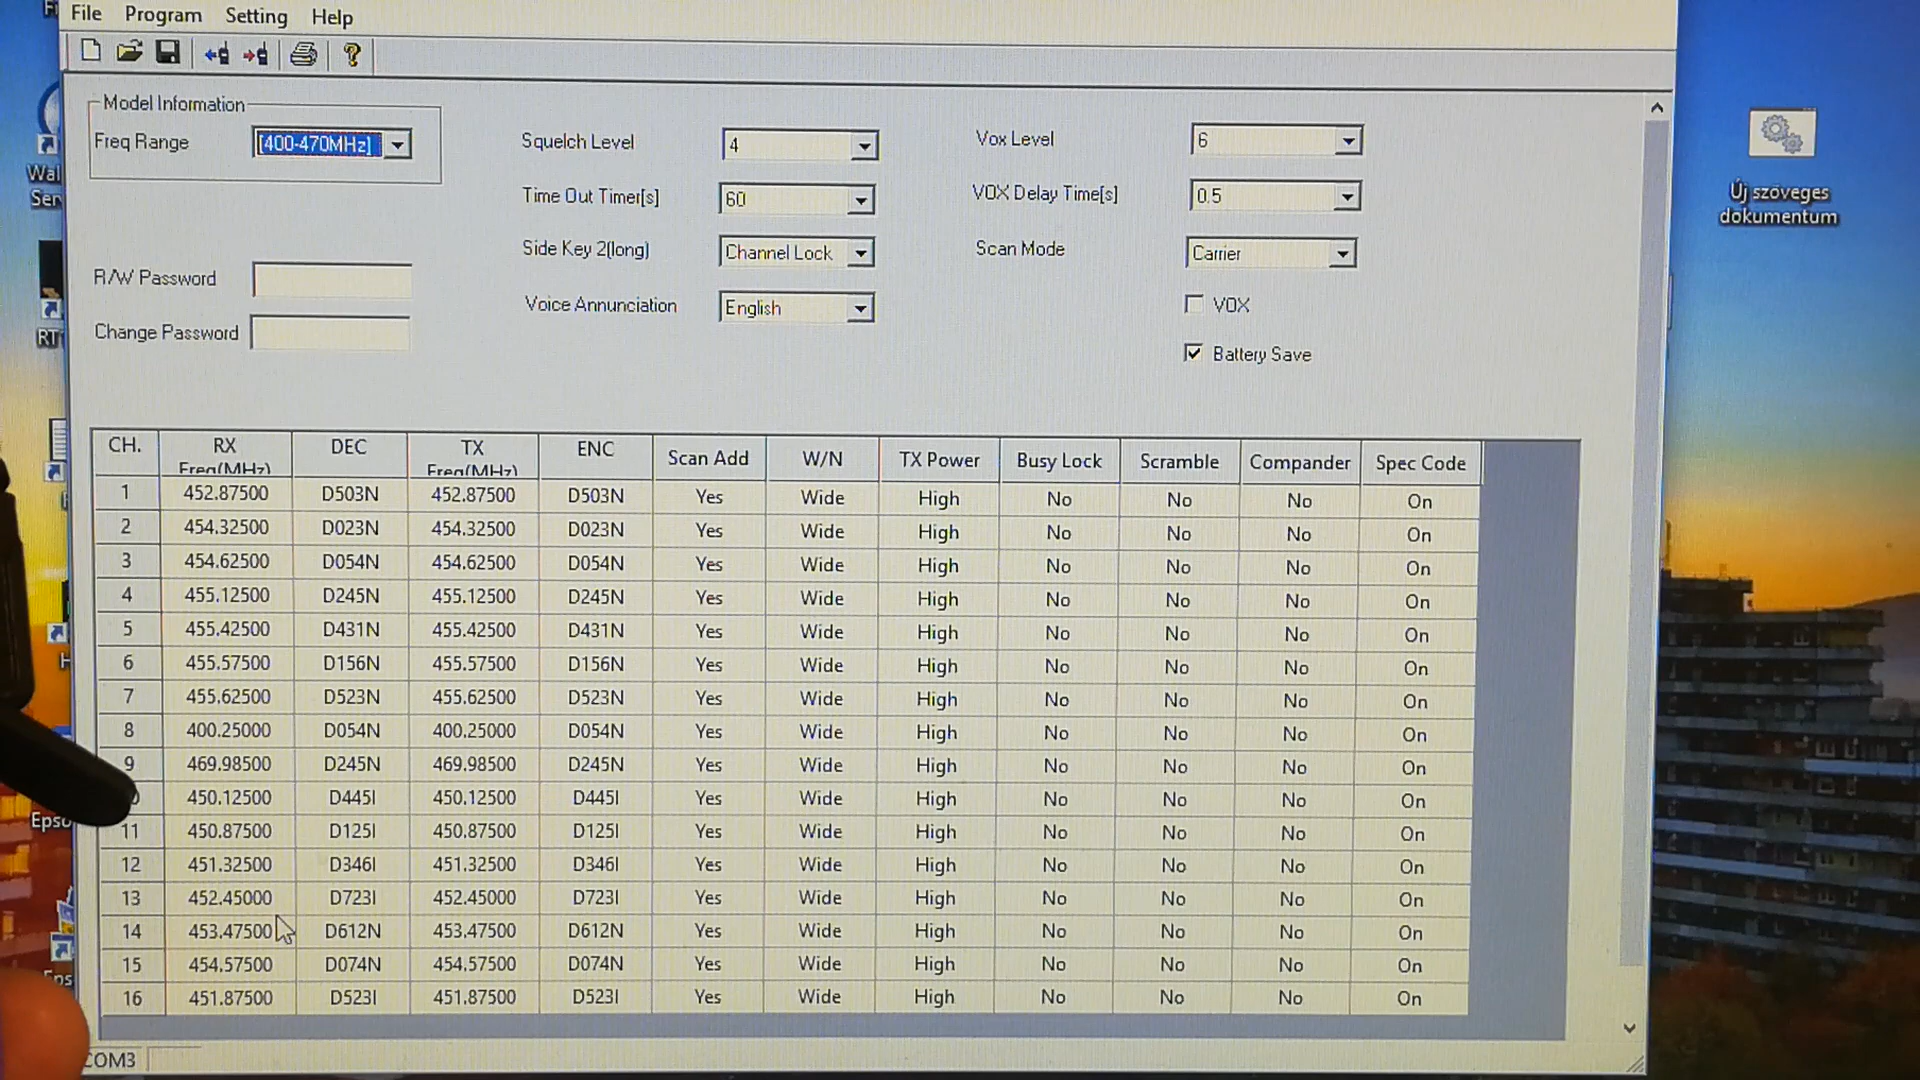 File Program Setting Help
Model Information
Freq Range [400-470MHz]
Squelch Level 4
Vox Level 6
Time Out Timer[s] 60
VOX Delay Time[s] 0.5
Side Key 2(long) Channel Lock
Scan Mode Carrier
R/W Password
Voice Annunciation English
VOX
Change Password
Battery Save
CH. RX Freq(MHz) DEC TX Freq(MHz) ENC Scan Add W/N TX Power Busy Lock Scramble Compander Spec Code
1 452.87500 D503N 452.87500 D503N Yes Wide High No No No On
2 454.32500 D023N 454.32500 D023N Yes Wide High No No No On
3 454.62500 D054N 454.62500 D054N Yes Wide High No No No On
4 455.12500 D245N 455.12500 D245N Yes Wide High No No No On
5 455.42500 D431N 455.42500 D431N Yes Wide High No No No On
6 455.57500 D156N 455.57500 D156N Yes Wide High No No No On
7 455.62500 D523N 455.62500 D523N Yes Wide High No No No On
8 400.25000 D054N 400.25000 D054N Yes Wide High No No No On
9 469.98500 D245N 469.98500 D245N Yes Wide High No No No On
450.12500 D445I 450.12500 D445I Yes Wide High No No No On
11 450.87500 D125I 450.87500 D125I Yes Wide High No No No On
12 451.32500 D346I 451.32500 D346I Yes Wide High No No No On
13 452.45000 D723I 452.45000 D723I Yes Wide High No No No On
14 453.47500 D612N 453.47500 D612N Yes Wide High No No No On
15 454.57500 D074N 454.57500 D074N Yes Wide High No No No On
16 451.87500 D523I 451.87500 D523I Yes Wide High No No No On
COM3
Új szöveges
dokumentum